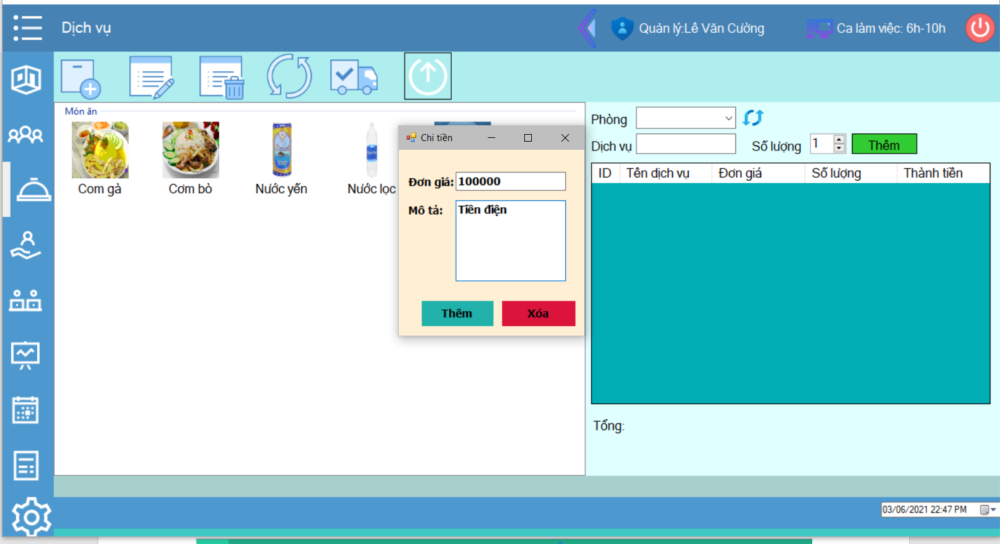 Dịch vụ
Quản lý:Lê Văn Cường
Ca làm việc: 6h-10h
Món ăn
Com gà
Cơm bò
Nước yến
Nước lọc
Chi tiền
Đơn giá: 100000
Mô tả: Tiền điện
Thêm
Xóa
Phòng
Dịch vụ
Số lượng 1
Thêm
ID Tên dịch vụ Đơn giá Số lượng Thành tiền
Tổng:
03/06/2021 22:47 PM